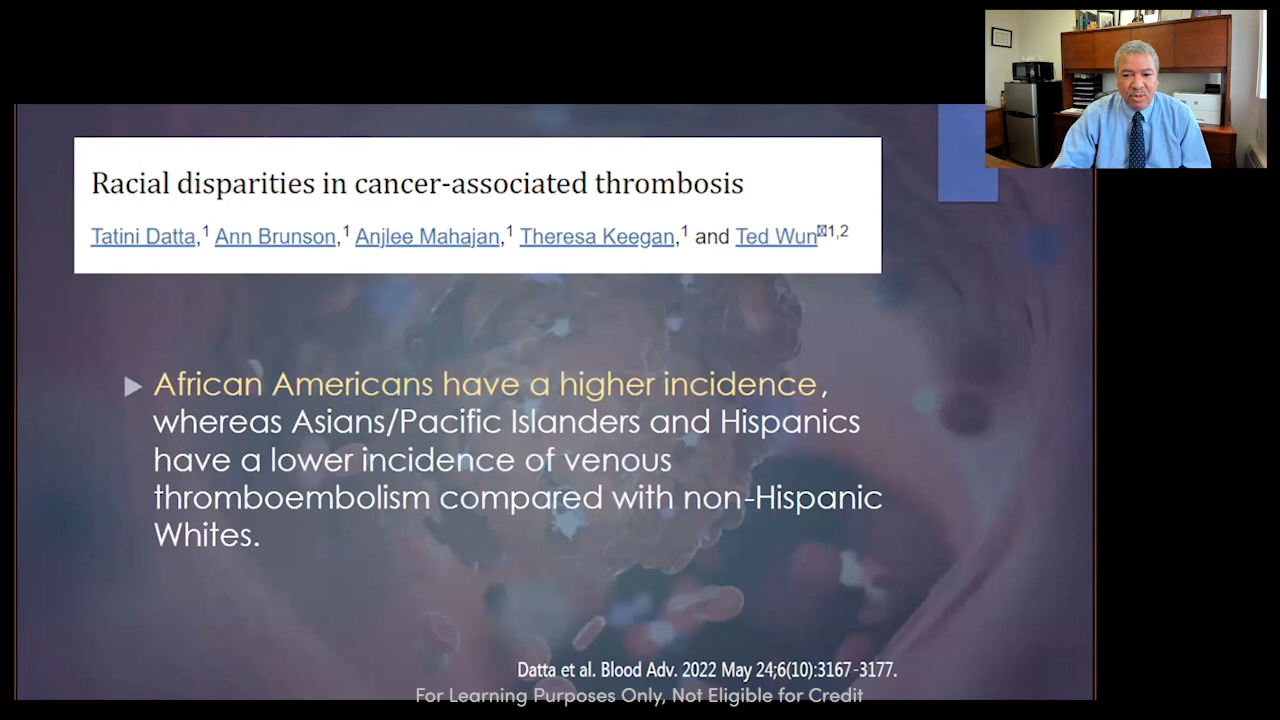 Racial disparities in cancer-associated thrombosis
Tatini Datta,1 Ann Brunson,1 Anjlee Mahajan,1 Theresa Keegan,1 and Ted Wun1,2
African Americans have a higher incidence,
whereas Asians/Pacific Islanders and Hispanics
have a lower incidence of venous
thromboembolism compared with non-Hispanic
Whites.
Datta et al. Blood Adv. 2022 May 24;6(10):3167-3177.
For Learning Purposes Only, Not Eligible for Credit